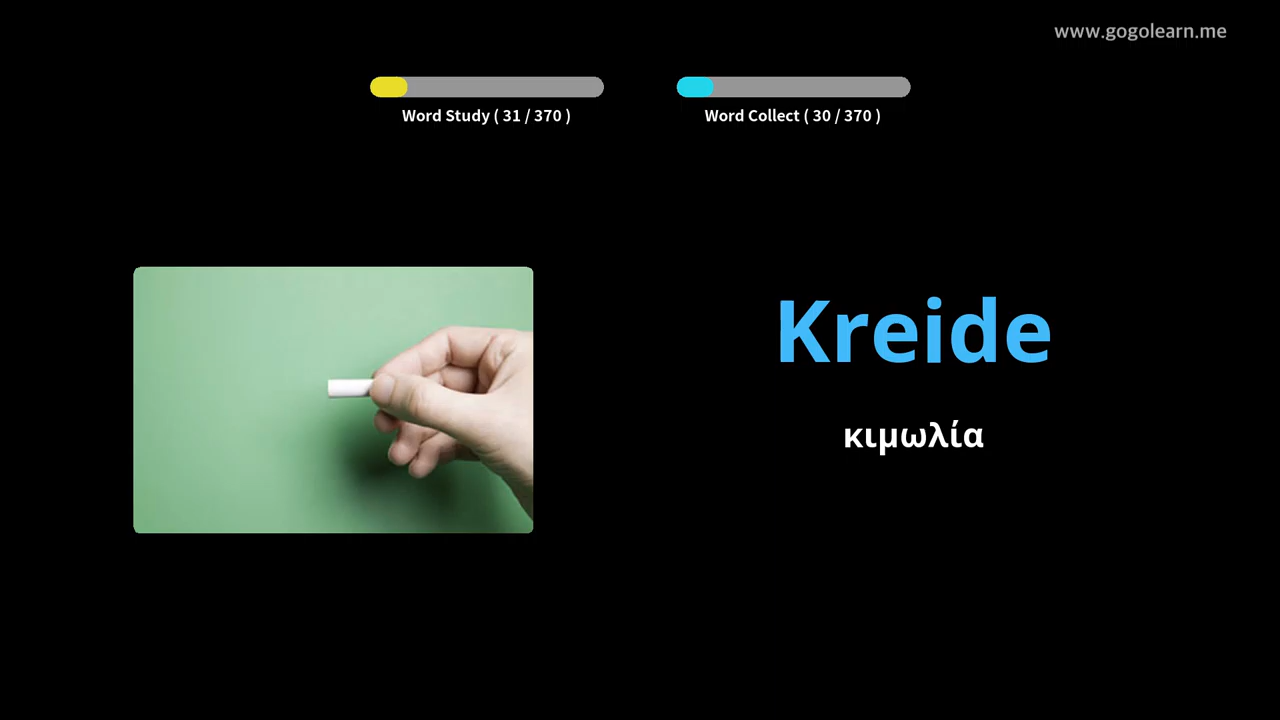 www.gogolearn.me
Word Study ( 31 / 370 )
Word Collect ( 30 / 370 )
Kreide
κιμωλία